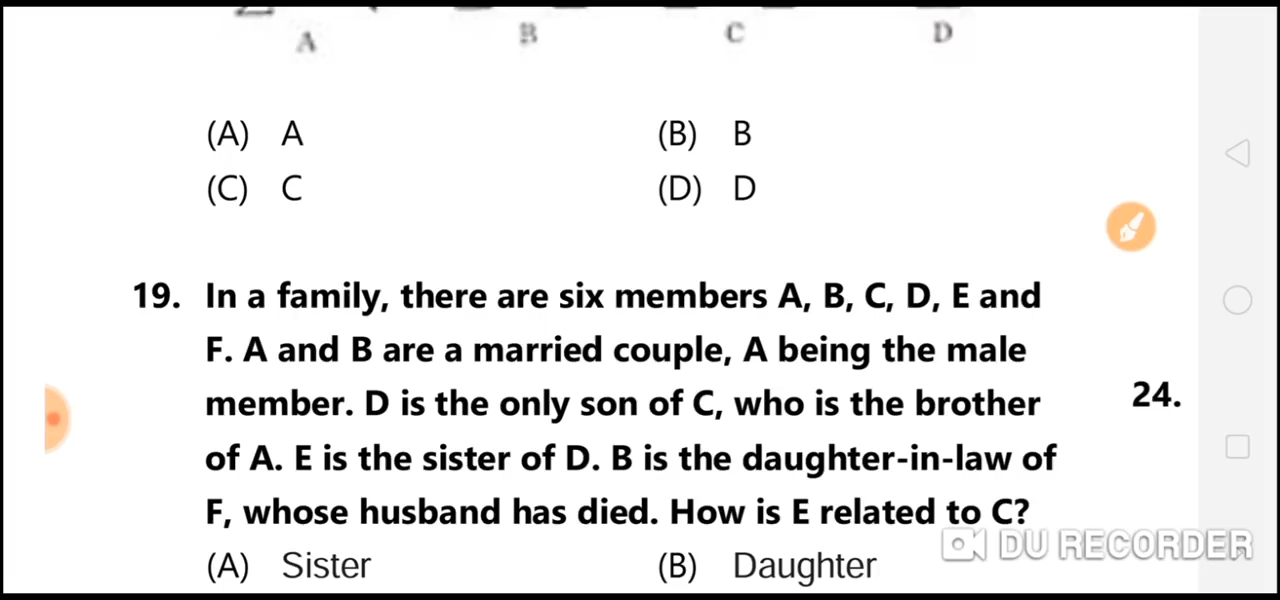 A B C D
(A) A (B) B
(C) C (D) D
19. In a family, there are six members A, B, C, D, E and
F. A and B are a married couple, A being the male
member. D is the only son of C, who is the brother
24.
of A. E is the sister of D. B is the daughter-in-law of
F, whose husband has died. How is E related to C?
DU RECORDER
(A) Sister (B) Daughter